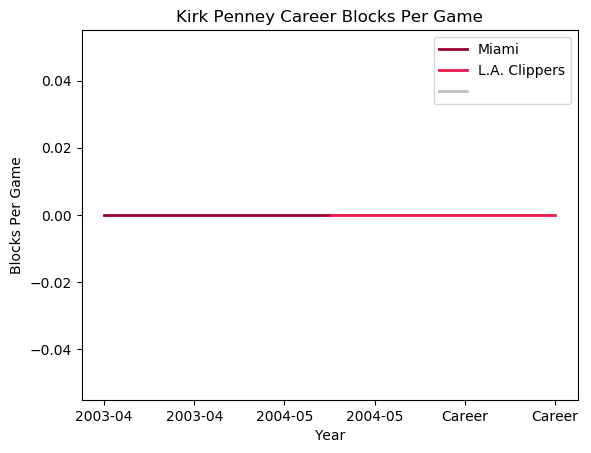 Kirk Penney Career Blocks Per Game
Miami
L.A. Clippers
0.04
0.02
0.00
−0.02
−0.04
Blocks Per Game
2003-04 2003-04 2004-05 2004-05 Career Career
Year